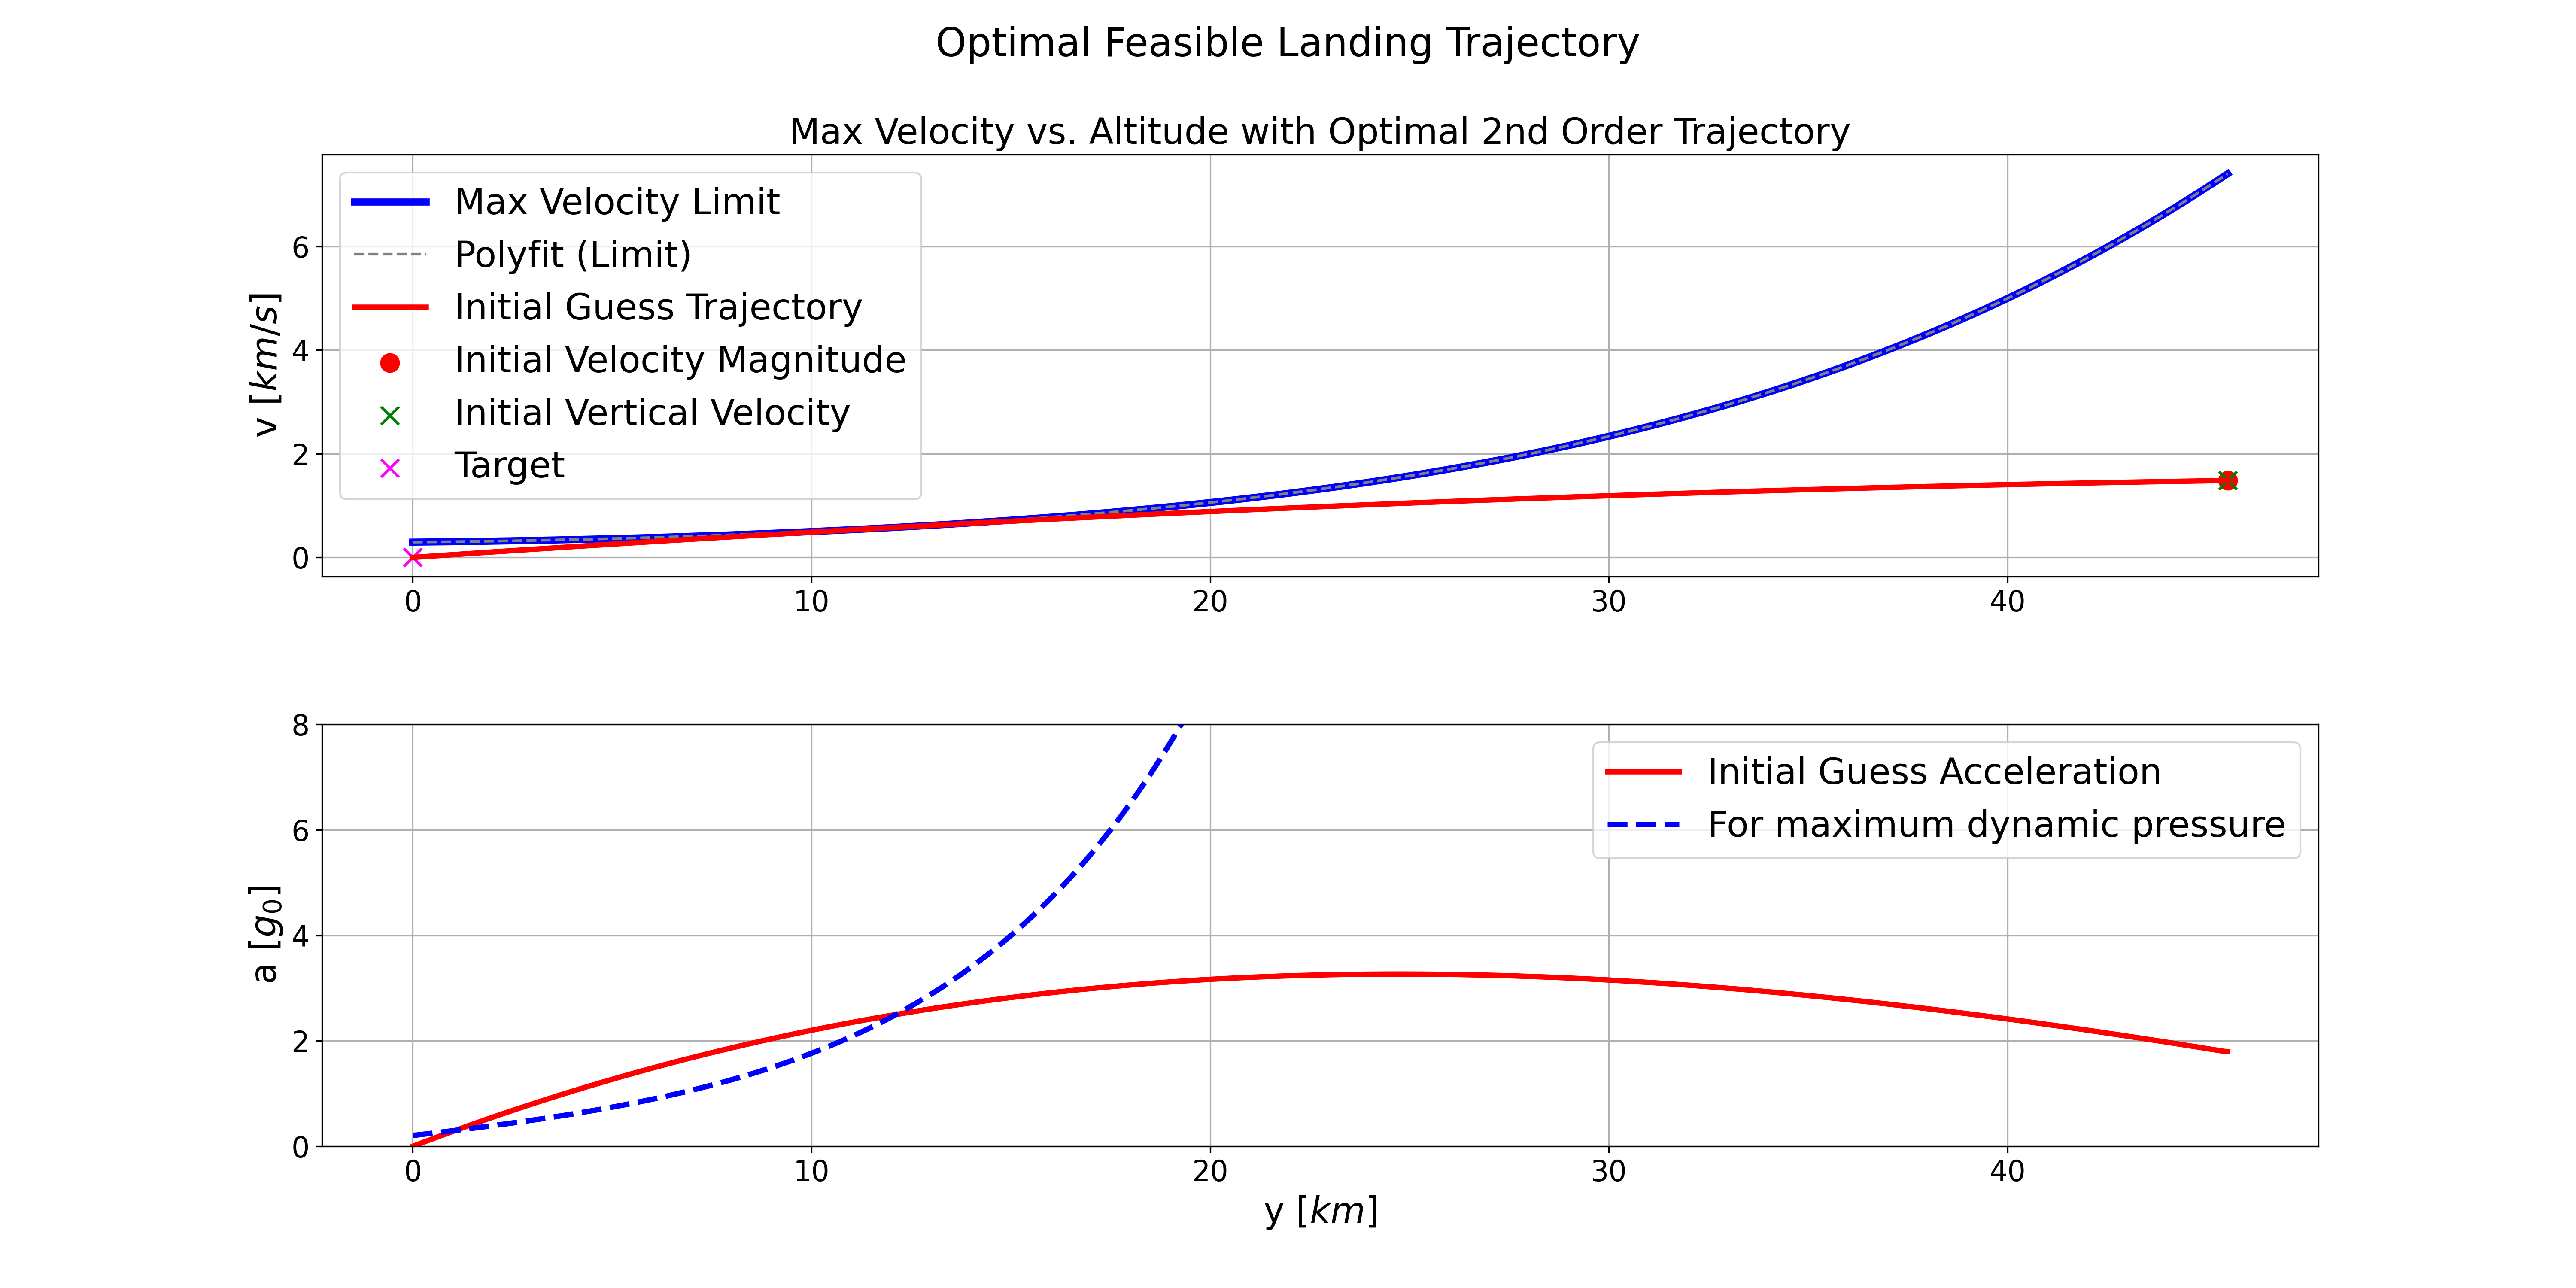 Optimal Feasible Landing Trajectory
Max Velocity vs. Altitude with Optimal 2nd Order Trajectory
Max Velocity Limit
Polyfit (Limit)
Initial Guess Trajectory
Initial Velocity Magnitude
Initial Vertical Velocity
Target
v [km/s]
6
4
2
0
0 10 20 30 40
Initial Guess Acceleration
For maximum dynamic pressure
a [g₀]
8
6
4
2
0
0 10 20 30 40
y [km]